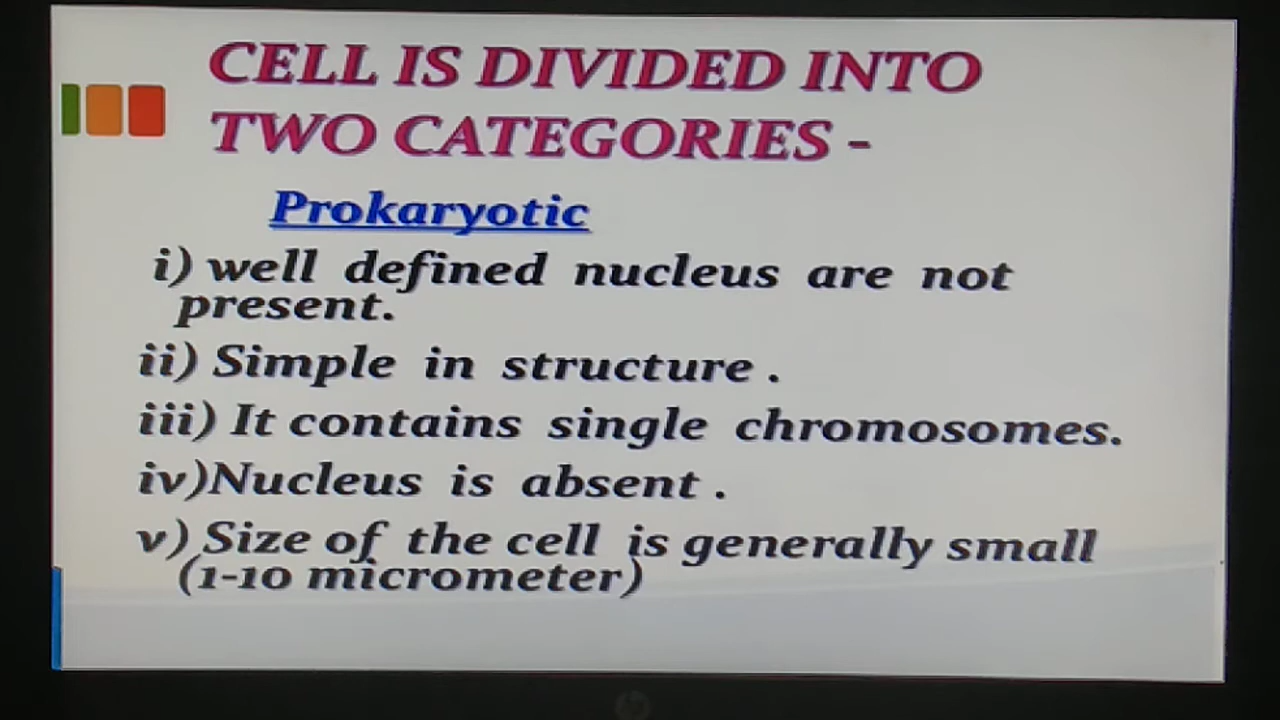 CELL IS DIVIDED INTO
TWO CATEGORIES -
Prokaryotic
i) well defined nucleus are not
present.
ii) Simple in structure .
iii) It contains single chromosomes.
iv)Nucleus is absent .
v) Size of the cell is generally small
(1-10 micrometer)